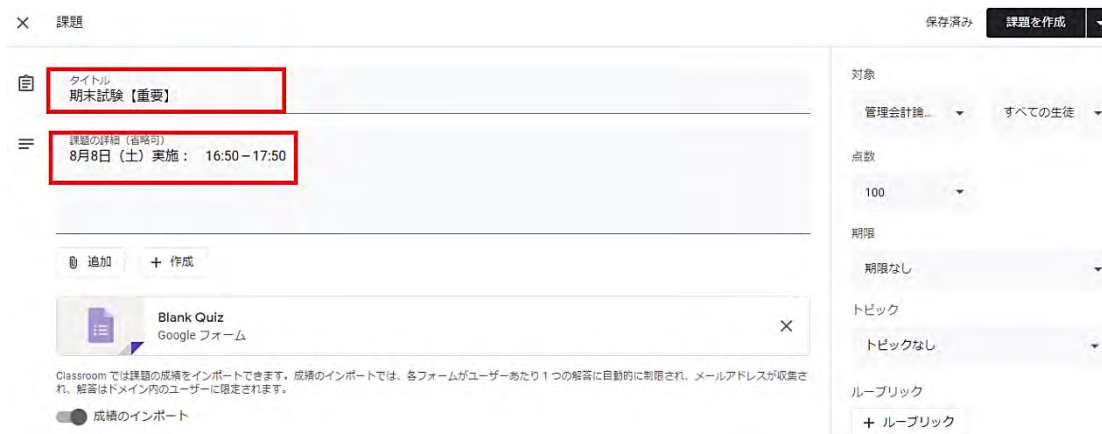 課題
保存済み
課題を作成
タイトル
期末試験【重要】
課題の詳細（省略可）
8月8日（土）実施： 16:50－17:50
追加
+ 作成
Blank Quiz
Google フォーム
Classroom では課題の成績をインポートできます。成績のインポートでは、各フォームがユーザーあたり 1 つの解答に自動的に制限され、メールアドレスが収集さ
れ、解答はドメイン内のユーザーに限定されます。
成績のインポート
対象
管理会計論...
すべての生徒
点数
100
期限
期限なし
トピック
トピックなし
ルーブリック
+ ルーブリック